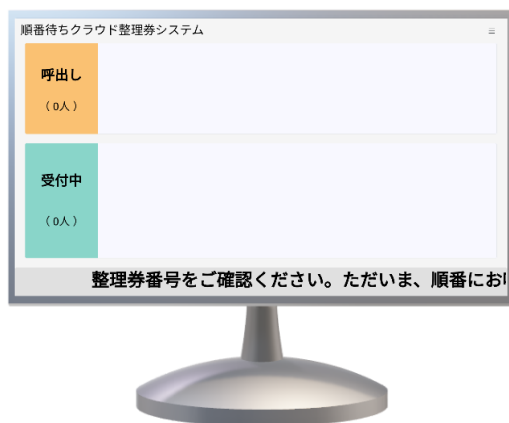 順番待ちクラウド整理券システム
呼出し
（0人）
受付中
（0人）
整理券番号をご確認ください。ただいま、順番にお